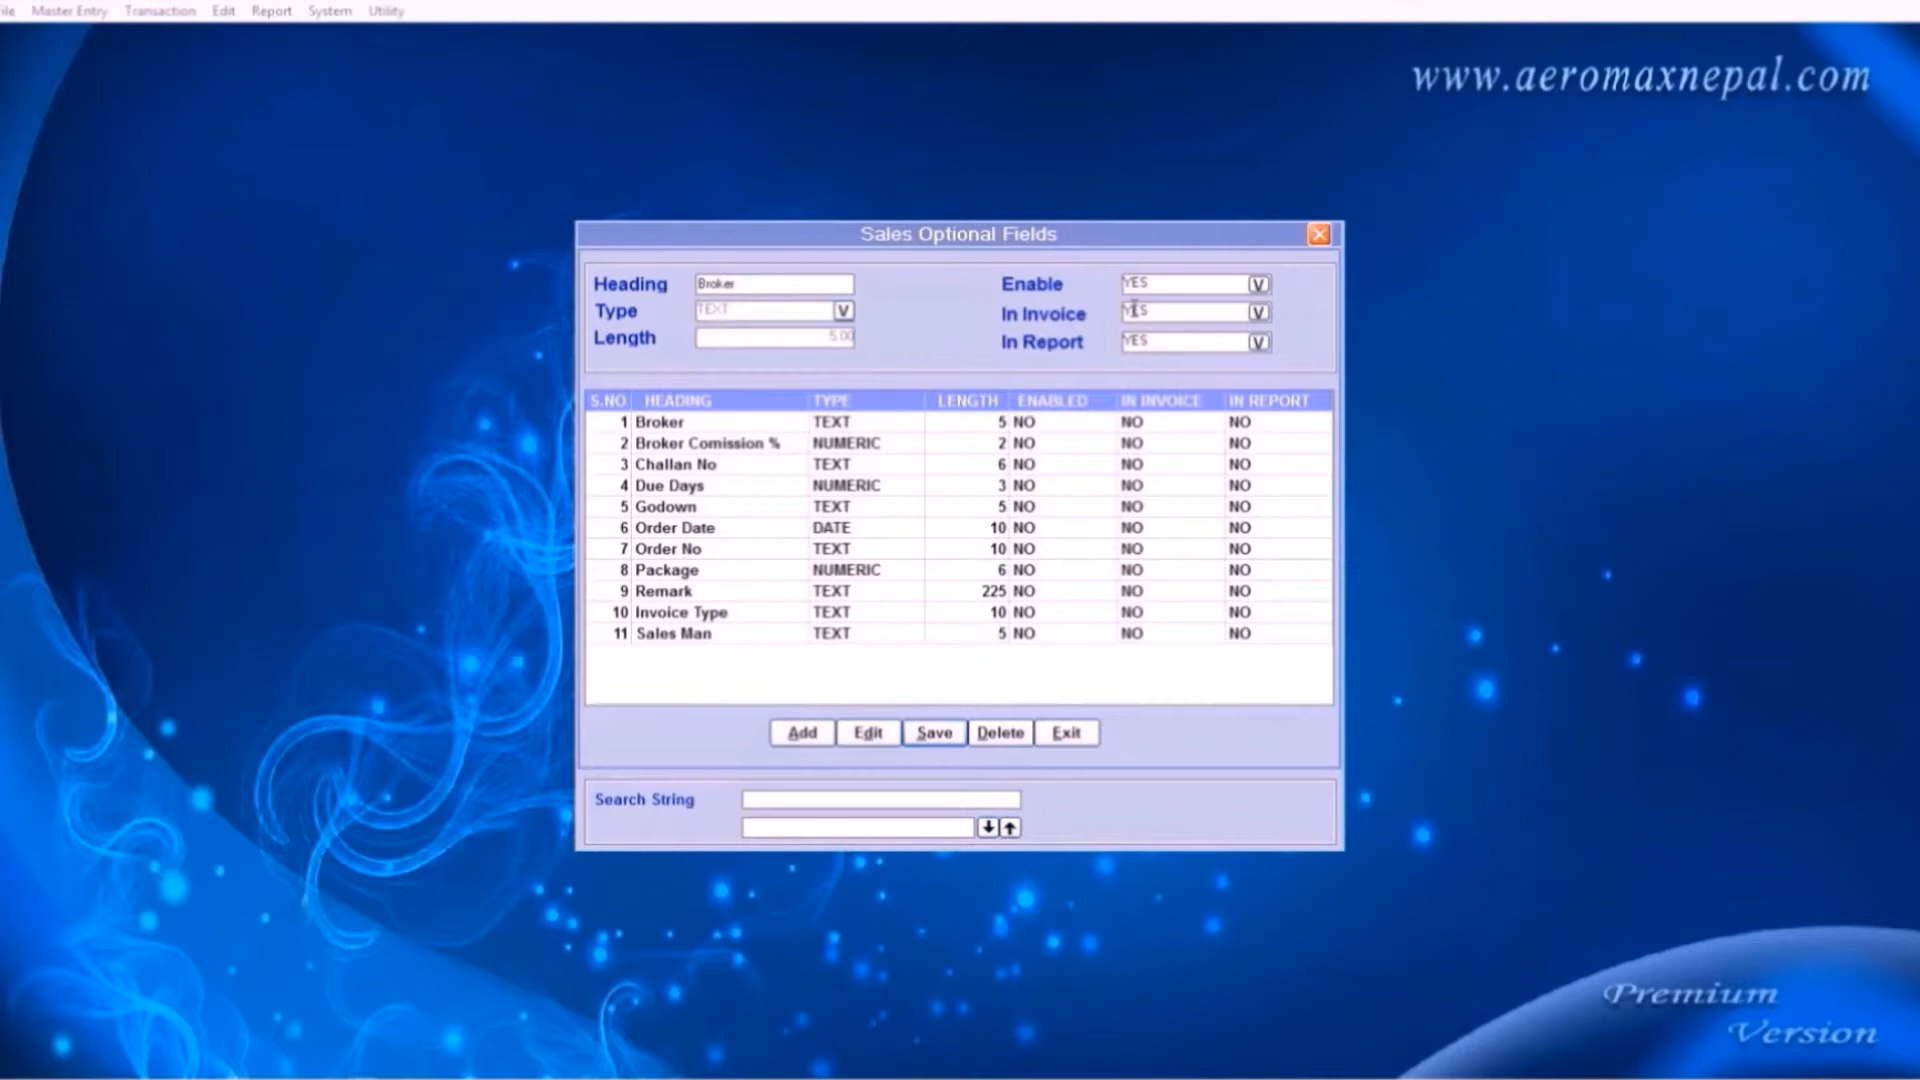 ile Master Entry Transaction Edit Report System Utility
www.aeromaxnepal.com
Sales Optional Fields
Heading Broker Enable YES V
Type TEXT V In Invoice YES V
Length 5.00 In Report YES V
S.NO. HEADING TYPE LENGTH ENABLED IN INVOICE IN REPORT
1 Broker TEXT 5 NO NO NO
2 Broker Comission % NUMERIC 2 NO NO NO
3 Challan No TEXT 6 NO NO NO
4 Due Days NUMERIC 3 NO NO NO
5 Godown TEXT 5 NO NO NO
6 Order Date DATE 10 NO NO NO
7 Order No TEXT 10 NO NO NO
8 Package NUMERIC 6 NO NO NO
9 Remark TEXT 225 NO NO NO
10 Invoice Type TEXT 10 NO NO NO
11 Sales Man TEXT 5 NO NO NO
Add Edit Save Delete Exit
Search String
Premium
Version